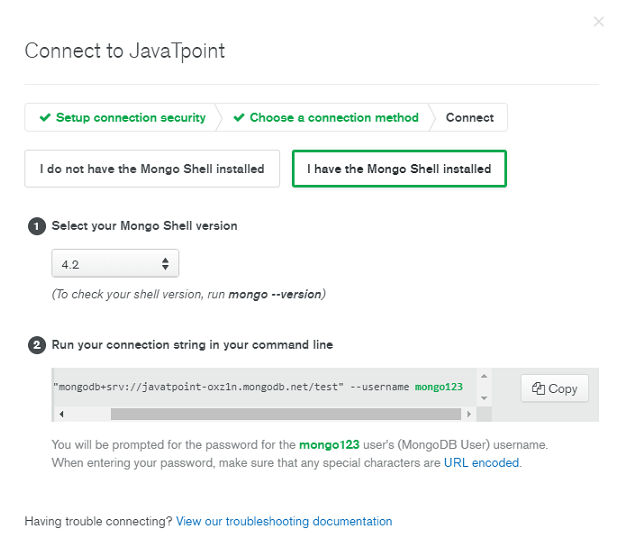 Connect to JavaTpoint
Setup connection security
Choose a connection method
Connect
I do not have the Mongo Shell installed
I have the Mongo Shell installed
1 Select your Mongo Shell version
4.2
(To check your shell version, run mongo --version)
2 Run your connection string in your command line
"mongodb+srv://javatpoint-oxz1n.mongodb.net/test" --username mongo123
Copy
You will be prompted for the password for the mongo123 user's (MongoDB User) username.
When entering your password, make sure that any special characters are URL encoded.
Having trouble connecting? View our troubleshooting documentation